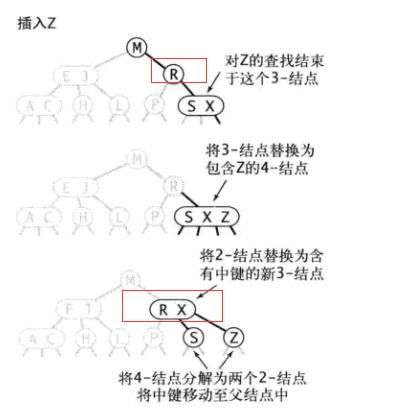 插入Z
M
E J
R
A C
H
L
P
S X
对Z的查找结束
于这个3-结点
将3-结点替换为
包含Z的4-结点
M
E J
R
A C
H
L
P
S X Z
将2-结点替换为含
有中键的新3-结点
M
E J
R X
A C
H
L
P
S
Z
将4-结点分解为两个2-结点
将中键移动至父结点中